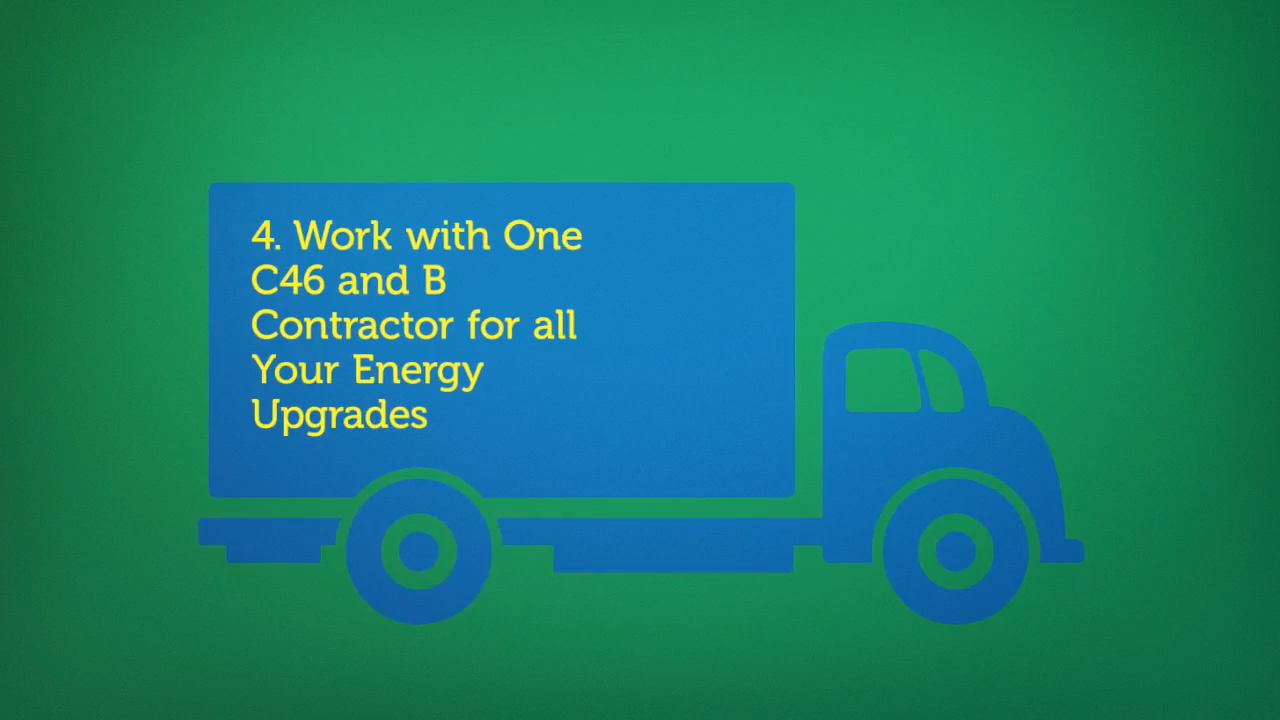 4. Work with One
C46 and B
Contractor for all
Your Energy
Upgrades